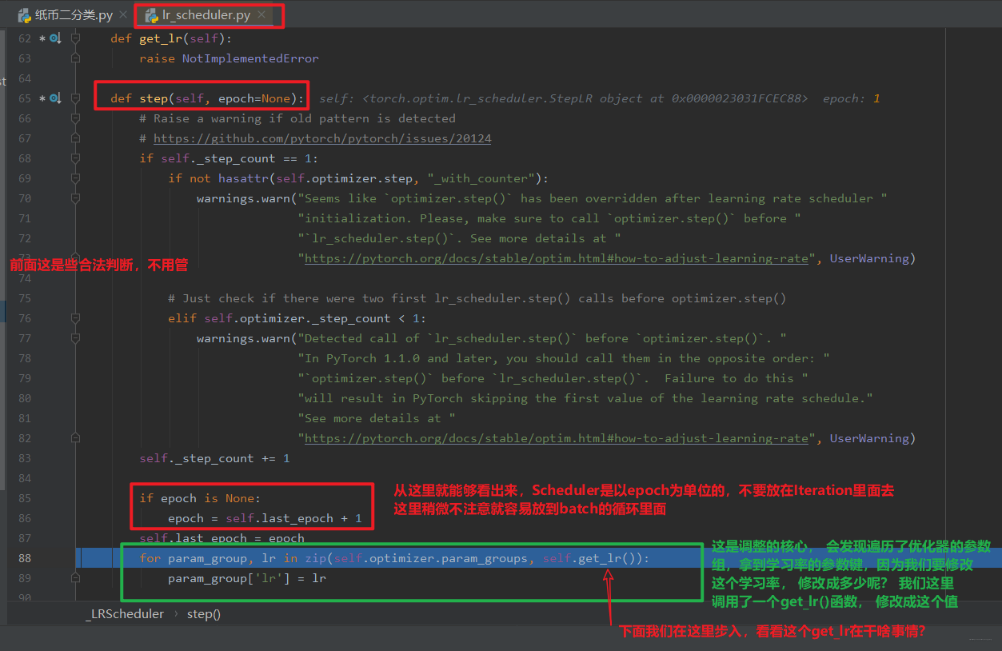 纸币二分类.py
lr_scheduler.py
62 def get_lr(self):
63 raise NotImplementedError
64
65 def step(self, epoch=None): self: <torch.optim.lr_scheduler.StepLR object at 0x0000023031FCEC88> epoch: 1
66 # Raise a warning if old pattern is detected
67 # https://github.com/pytorch/pytorch/issues/20124
68 if self._step_count == 1:
69 if not hasattr(self.optimizer.step, "_with_counter"):
70 warnings.warn("Seems like `optimizer.step()` has been overridden after learning rate scheduler "
71 "initialization. Please, make sure to call `optimizer.step()` before "
72 "`lr_scheduler.step()`. See more details at "
"https://pytorch.org/docs/stable/optim.html#how-to-adjust-learning-rate", UserWarning)
前面这是些合法判断，不用管
74
75 # Just check if there were two first lr_scheduler.step() calls before optimizer.step()
76 elif self.optimizer._step_count < 1:
77 warnings.warn("Detected call of `lr_scheduler.step()` before `optimizer.step()`. "
78 "In PyTorch 1.1.0 and later, you should call them in the opposite order: "
79 "`optimizer.step()` before `lr_scheduler.step()`.  Failure to do this "
80 "will result in PyTorch skipping the first value of the learning rate schedule."
81 "See more details at "
82 "https://pytorch.org/docs/stable/optim.html#how-to-adjust-learning-rate", UserWarning)
83 self._step_count += 1
84
85 if epoch is None:
86 epoch = self.last_epoch + 1
从这里就能够看出来，Scheduler是以epoch为单位的，不要放在Iteration里面去
这里稍微不注意就容易放到batch的循环里面
87 self.last_epoch = epoch
88 for param_group, lr in zip(self.optimizer.param_groups, self.get_lr()):
89 param_group['lr'] = lr
90
这是调整的核心， 会发现遍历了优化器的参数
组，拿到学习率的参数键，因为我们要修改
这个学习率， 修改成多少呢？ 我们这里
调用了一个get_lr()函数， 修改成这个值
下面我们在这里步入，看看这个get_lr在干啥事情？
_LRScheduler › step()